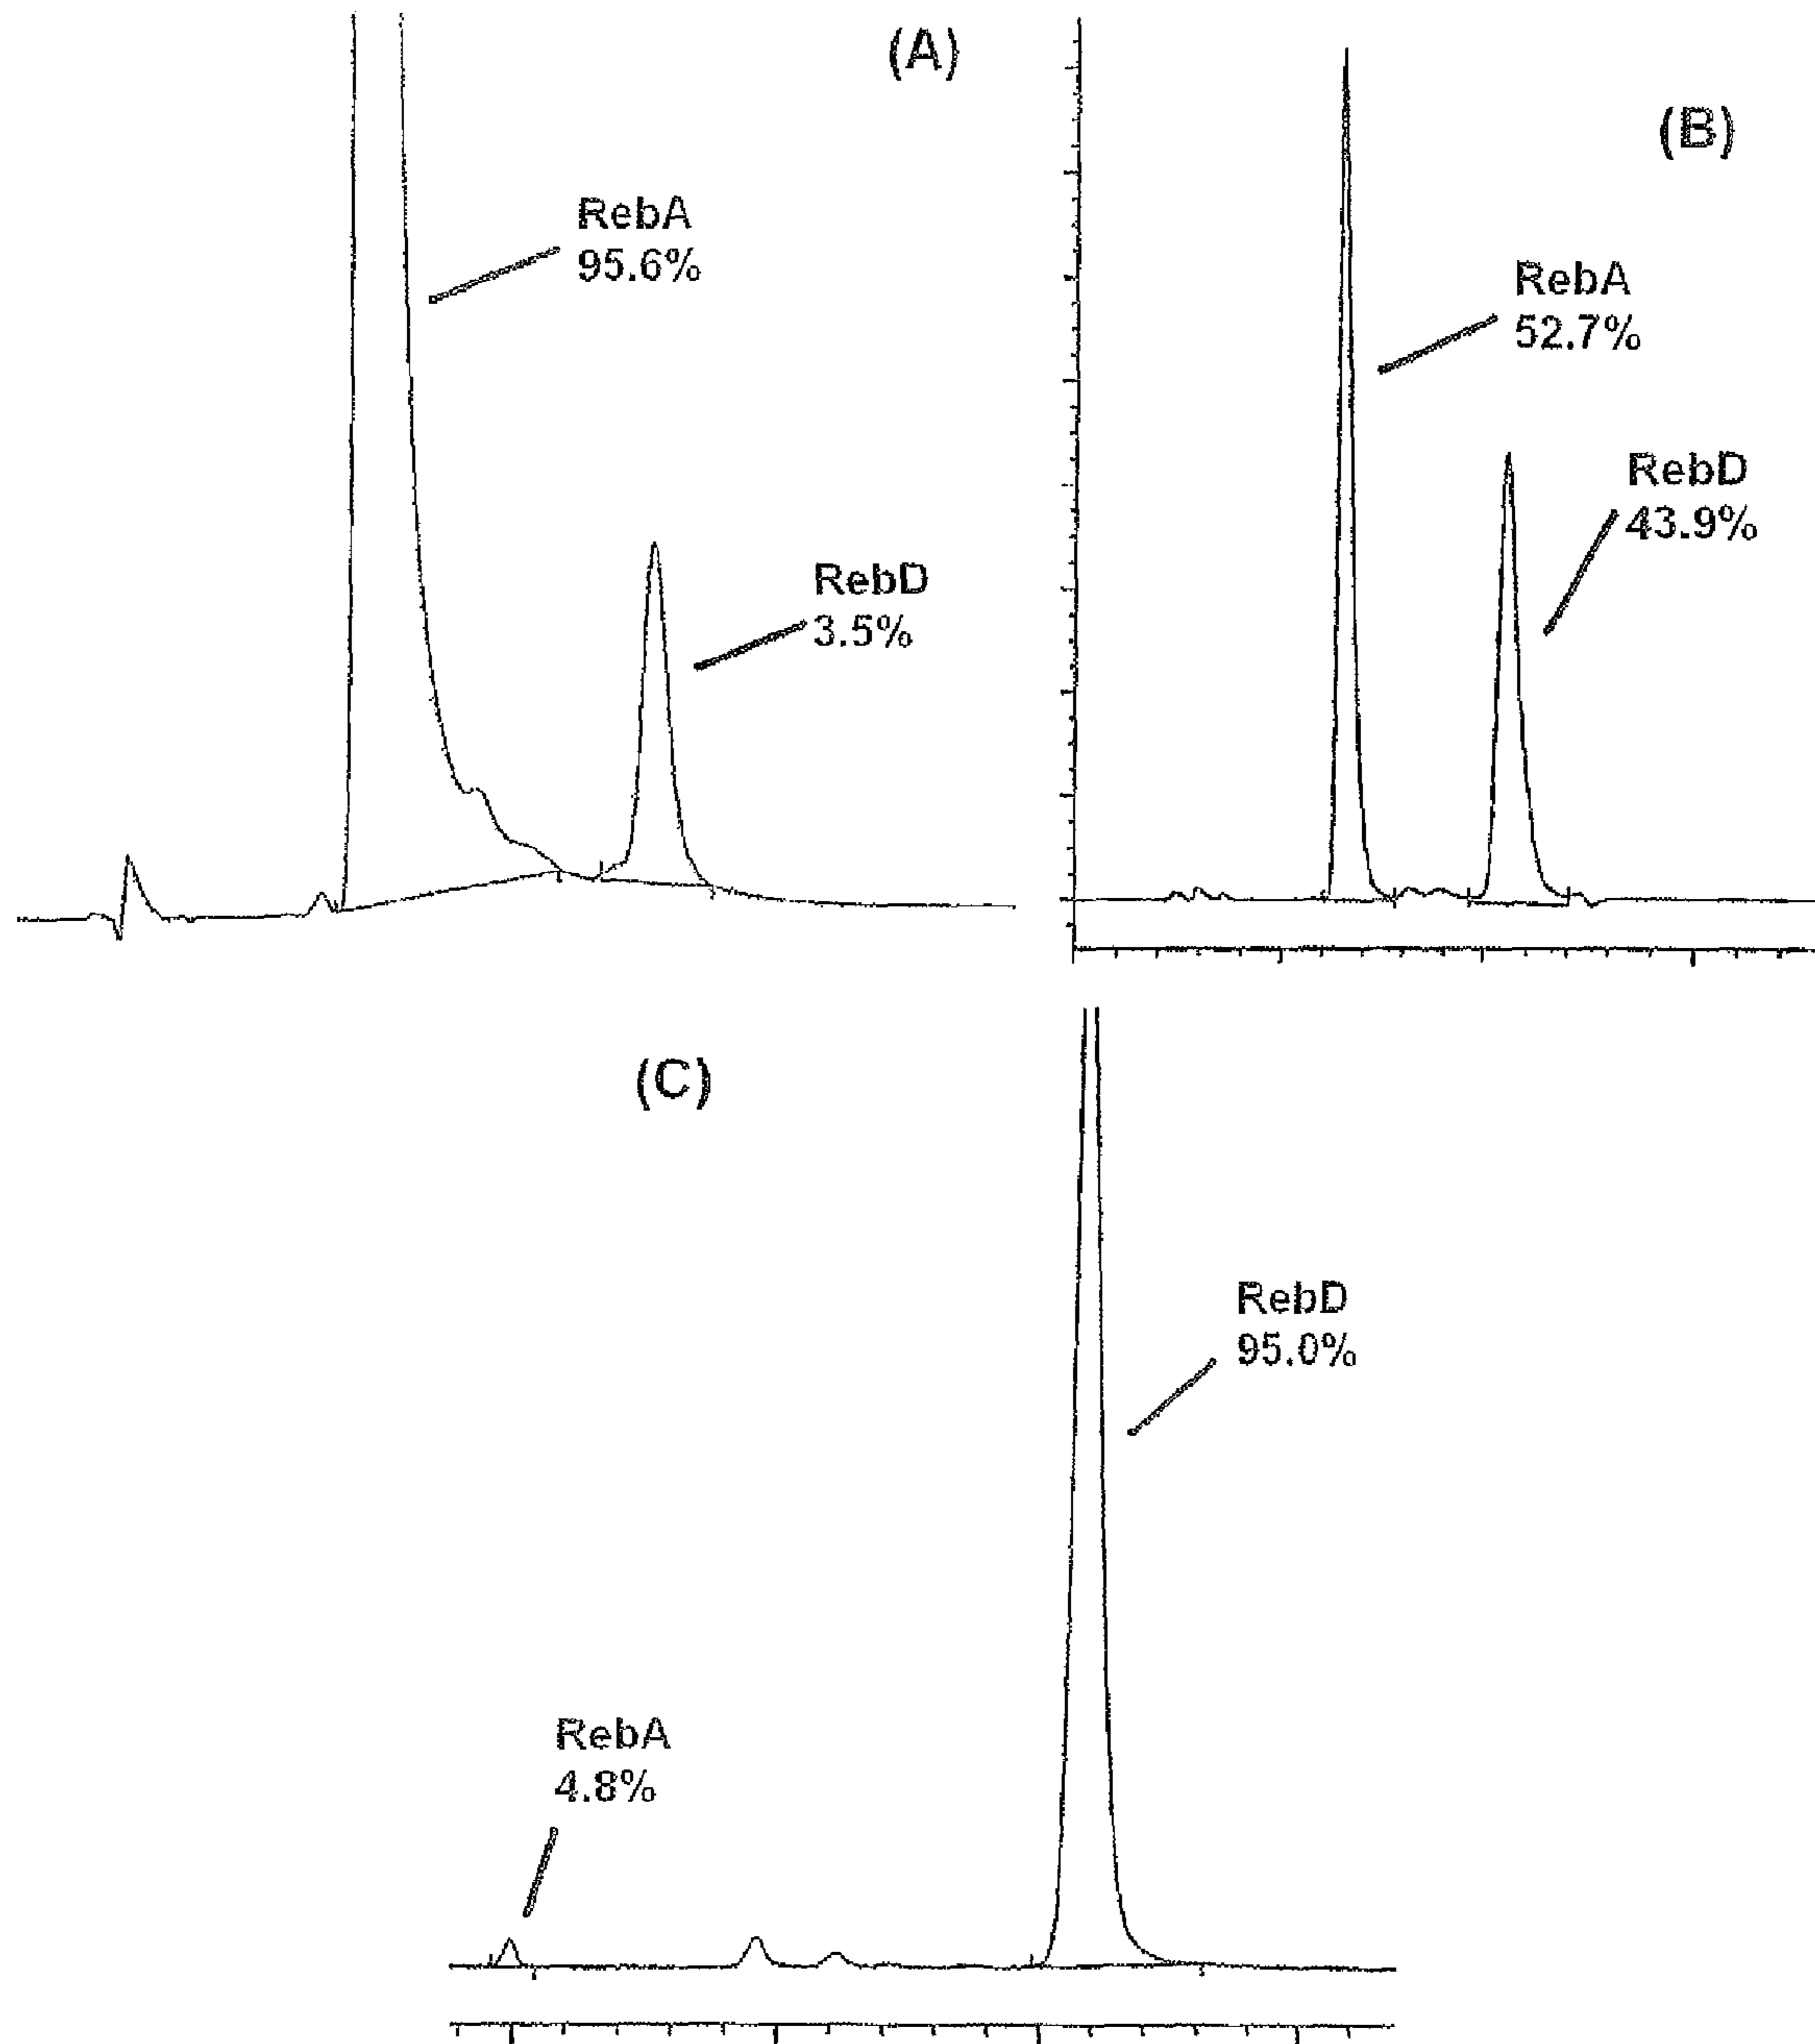 (A)
RebA
95.6%
RebD
3.5%
(B)
RebA
52.7%
RebD
43.9%
(C)
RebD
95.0%
RebA
4.8%